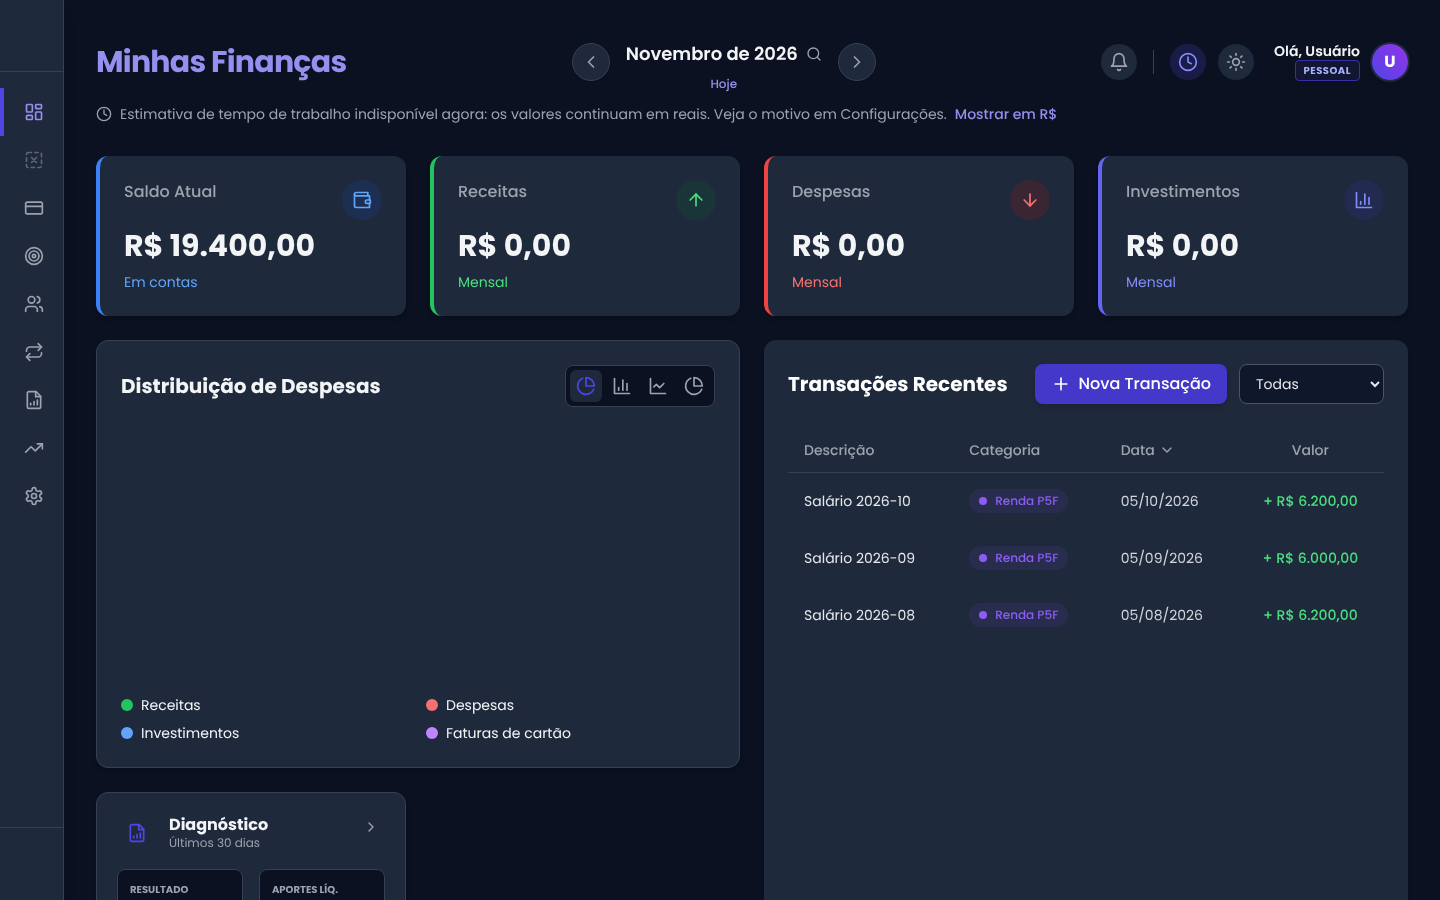 Minhas Finanças
Novembro de 2026
Hoje
Olá, Usuário
PESSOAL
U
Estimativa de tempo de trabalho indisponível agora: os valores continuam em reais. Veja o motivo em Configurações. Mostrar em R$
Saldo Atual
R$ 19.400,00
Em contas
Receitas
R$ 0,00
Mensal
Despesas
R$ 0,00
Mensal
Investimentos
R$ 0,00
Mensal
Distribuição de Despesas
Receitas
Despesas
Investimentos
Faturas de cartão
Transações Recentes
Nova Transação
Todas
Descrição Categoria Data Valor
Salário 2026-10 Renda P5F 05/10/2026 + R$ 6.200,00
Salário 2026-09 Renda P5F 05/09/2026 + R$ 6.000,00
Salário 2026-08 Renda P5F 05/08/2026 + R$ 6.200,00
Diagnóstico
Últimos 30 dias
RESULTADO
APORTES LÍQ.